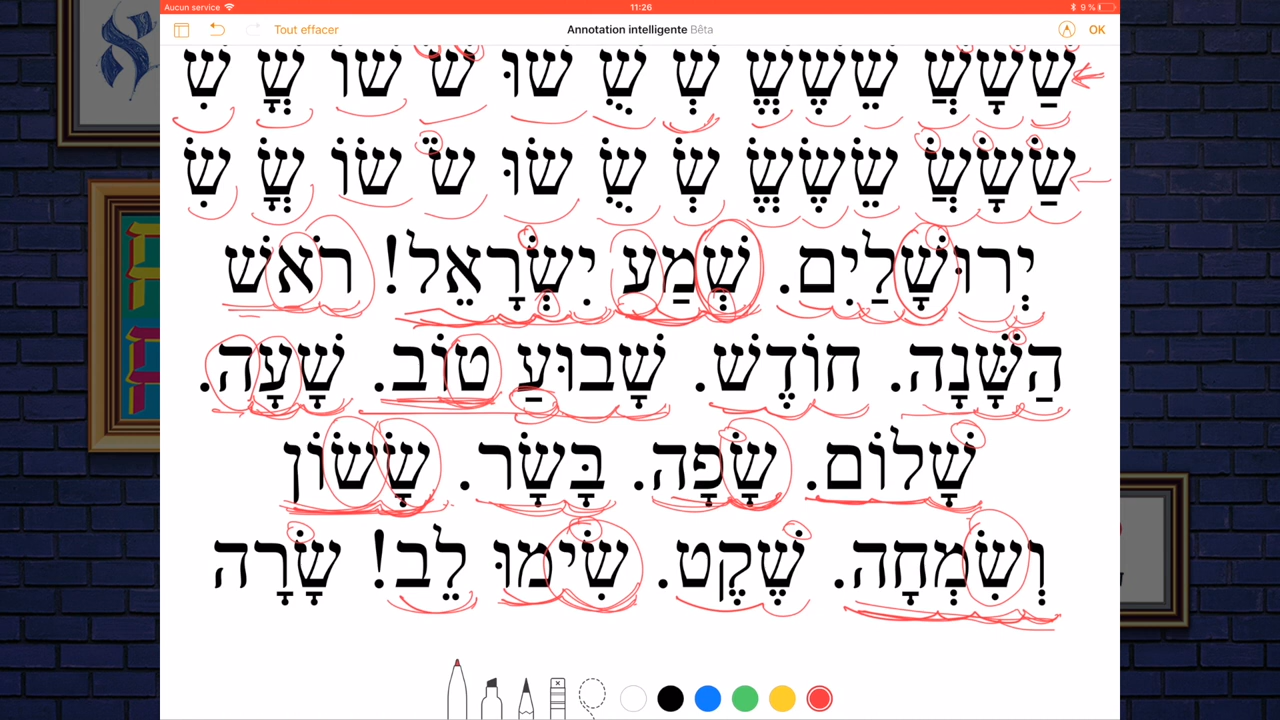 Aucun service 11:26 9 %
Tout effacer Annotation intelligente Bêta OK
שַׁ שָׁ שֲׁ שֵׁ שֶׁ שֱׁ שְׁ שֻׁ שׁוּ שֹׁ שׁוֹ שֳׁ שִׁ
שַׂ שָׂ שֲׂ שֵׂ שֶׂ שֱׂ שְׂ שֻׂ שׂוּ שֹׂ שׂוֹ שֳׂ שִׂ
יְרוּשָׁלַיִם. שְׁמַע יִשְׂרָאֵל! רֹאשׁ
הַשָּׁנָה. חוֹדֶשׁ. שָׁבוּעַ טוֹב. שָׁעָה.
שָׁלוֹם. שָׂפָה. בָּשָׂר. שָׂשׂוֹן
וְשִׂמְחָה. שֶׁקֶט. שִׂימוּ לֵב! שָׂרָה